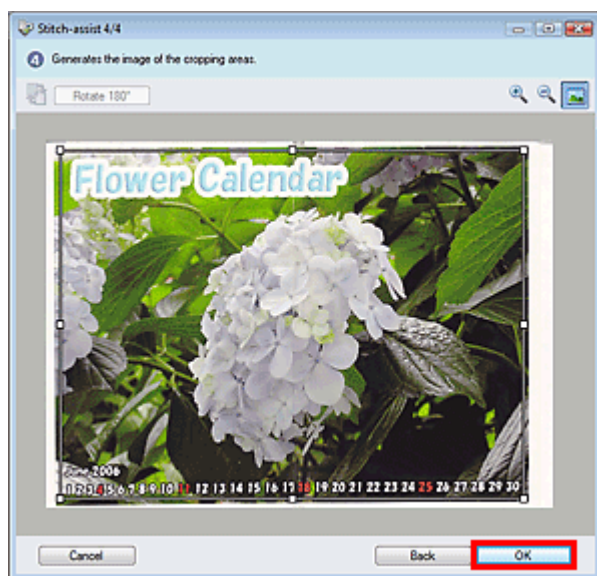 Stitch-assist 4/4
4 Generates the image of the cropping areas.
Rotate 180°
Flower Calendar
June 2006
1 2 3 4 5 6 7 8 9 10 11 12 13 14 15 16 17 18 19 20 21 22 23 24 25 26 27 28 29 30
Cancel Back OK